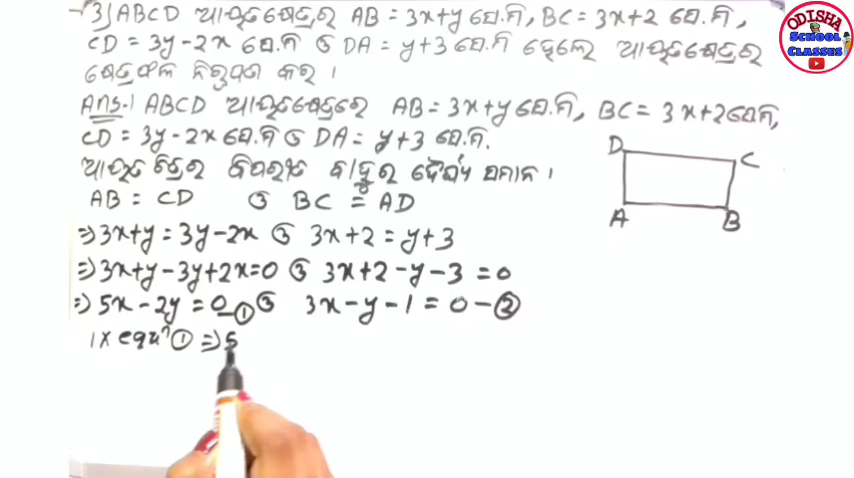 3) ABCD ଆୟତକ୍ଷେତ୍ରର AB = 3x+y ସେ.ମି, BC = 3x+2 ସେ.ମି,
CD = 3y-2x ସେ.ମି ଓ DA = y+3 ସେ.ମି ହେଲେ ଆୟତକ୍ଷେତ୍ରର
କ୍ଷେତ୍ରଫଳ ନିରୂପଣ କର ।
Ans:- ABCD ଆୟତକ୍ଷେତ୍ରରେ AB = 3x+y ସେ.ମି, BC = 3x+2 ସେ.ମି,
CD = 3y-2x ସେ.ମି ଓ DA = y+3 ସେ.ମି.
ଆୟତ ଚିତ୍ରର ବିପରୀତ ବାହୁର ଦୈର୍ଘ୍ୟ ସମାନ ।
AB = CD ଓ BC = AD
⇒ 3x+y = 3y-2x ଓ 3x+2 = y+3
⇒ 3x+y-3y+2x=0 ଓ 3x+2-y-3 = 0
⇒ 5x-2y = 0 - ① ଓ 3x-y-1 = 0 - ②
1 x equⁿ ① ⇒ 5
D C
A B
ODISHA
School
CLASSES